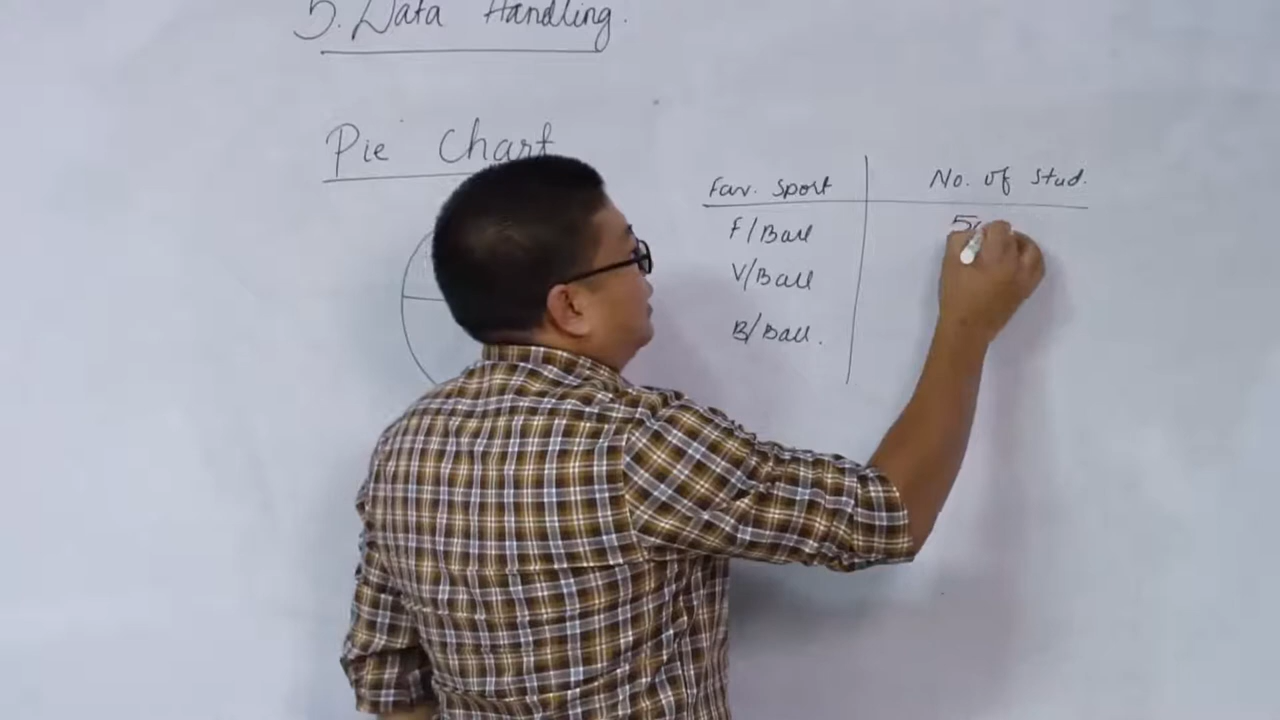 5. Data Handling.
Pie Chart
Fav. Sport No. of Stud.
F/Ball
V/Ball
B/Ball.